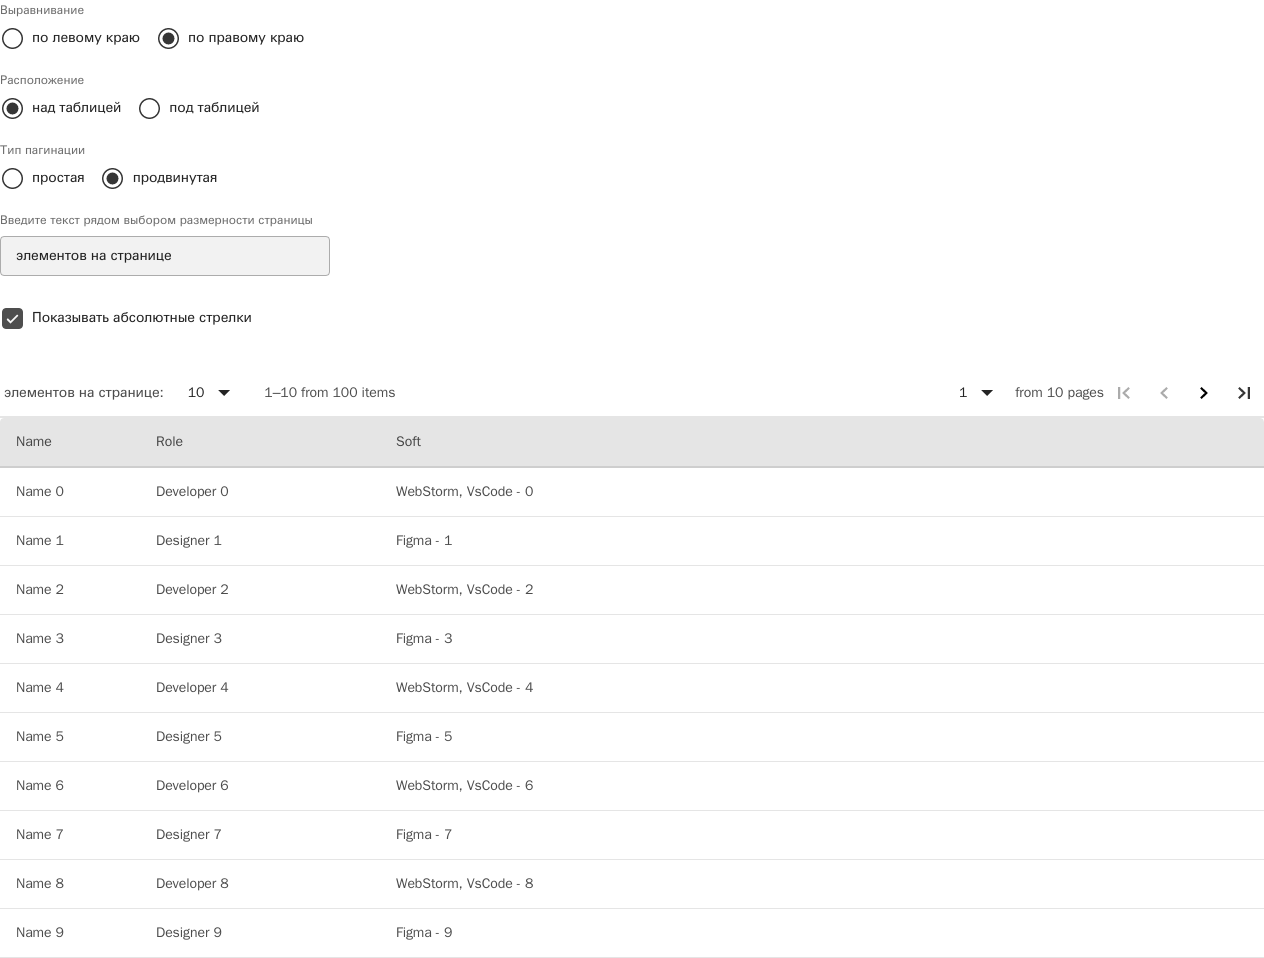 Выравнивание
по левому краю по правому краю
Расположение
над таблицей под таблицей
Тип пагинации
простая продвинутая
Введите текст рядом выбором размерности страницы
элементов на странице
Показывать абсолютные стрелки
элементов на странице: 10 1–10 from 100 items 1 from 10 pages
Name Role Soft
Name 0 Developer 0 WebStorm, VsCode - 0
Name 1 Designer 1 Figma - 1
Name 2 Developer 2 WebStorm, VsCode - 2
Name 3 Designer 3 Figma - 3
Name 4 Developer 4 WebStorm, VsCode - 4
Name 5 Designer 5 Figma - 5
Name 6 Developer 6 WebStorm, VsCode - 6
Name 7 Designer 7 Figma - 7
Name 8 Developer 8 WebStorm, VsCode - 8
Name 9 Designer 9 Figma - 9